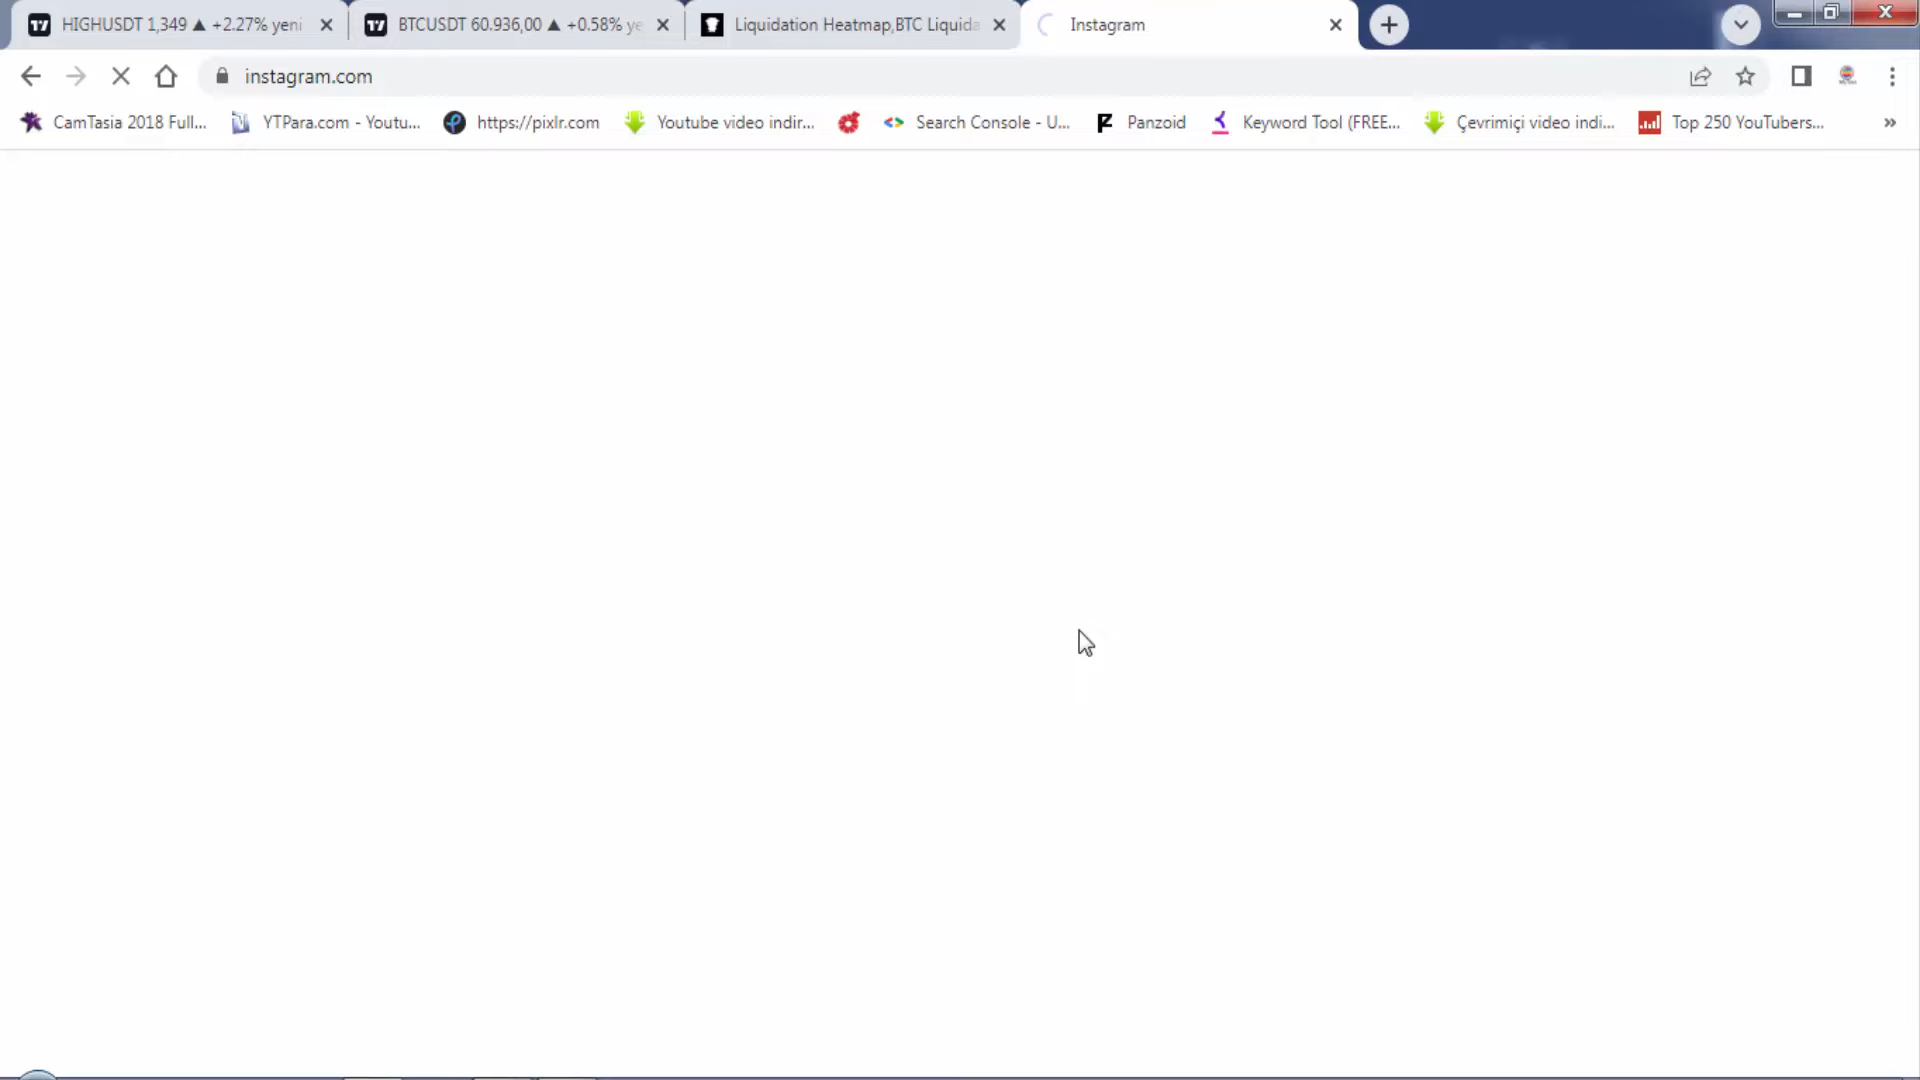 HIGHUSDT 1,349 ▲ +2.27% yeni
BTCUSDT 60.936,00 ▲ +0.58% ye
Liquidation Heatmap,BTC Liquida
Instagram
instagram.com
CamTasia 2018 Full...
YTPara.com - Youtu...
https://pixlr.com
Youtube video indir...
Search Console - U...
Panzoid
Keyword Tool (FREE...
Çevrimiçi video indi...
Top 250 YouTubers...